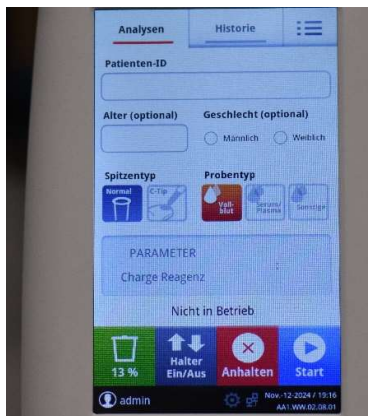 Analysen
Historie
Patienten-ID
Alter (optional)
Geschlecht (optional)
Männlich
Weiblich
Spitzentyp
Probentyp
Normal
C-Tip
Voll-
blut
Serum/
Plasma
Sonstige
PARAMETER
:
Charge Reagenz
Nicht in Betrieb
13 %
Halter
Ein/Aus
Anhalten
Start
admin
Nov.-12-2024 / 19:16
AA1.WW.02.08.01